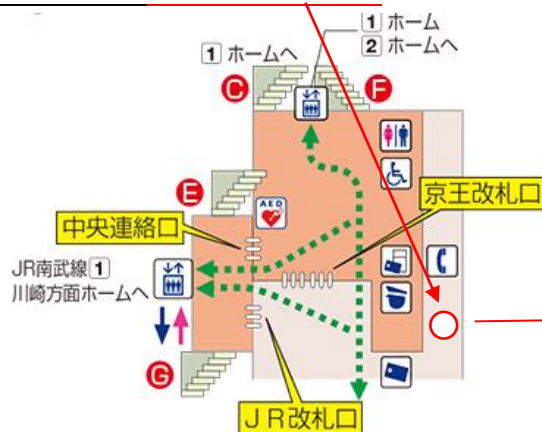 1 ホーム
2 ホームへ
1 ホームへ
C
F
E
AED
京王改札口
中央連絡口
JR南武線 1
川崎方面ホームへ
G
JR改札口